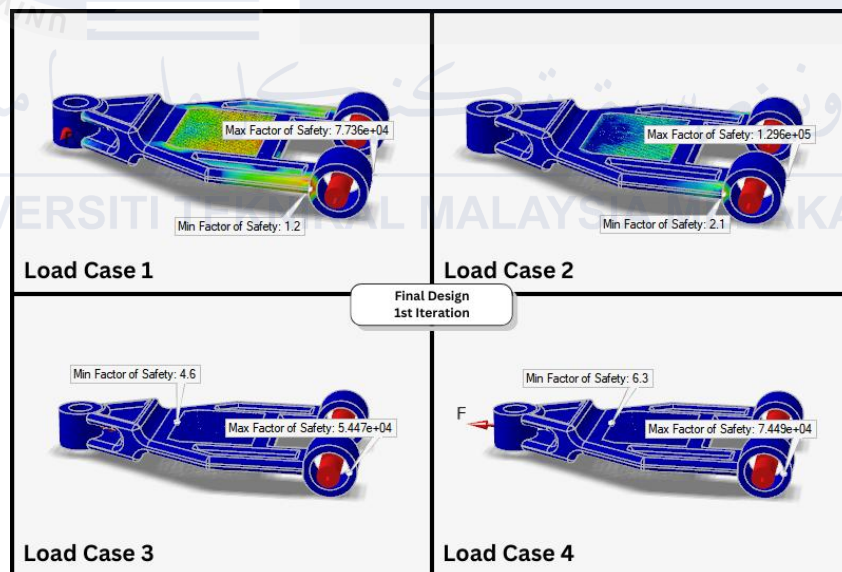 Max Factor of Safety: 7.736e+04
Min Factor of Safety: 1.2
Load Case 1
Max Factor of Safety: 1.296e+05
Min Factor of Safety: 2.1
Load Case 2
Final Design
1st Iteration
Min Factor of Safety: 4.6
Max Factor of Safety: 5.447e+04
Load Case 3
F
Min Factor of Safety: 6.3
Max Factor of Safety: 7.449e+04
Load Case 4